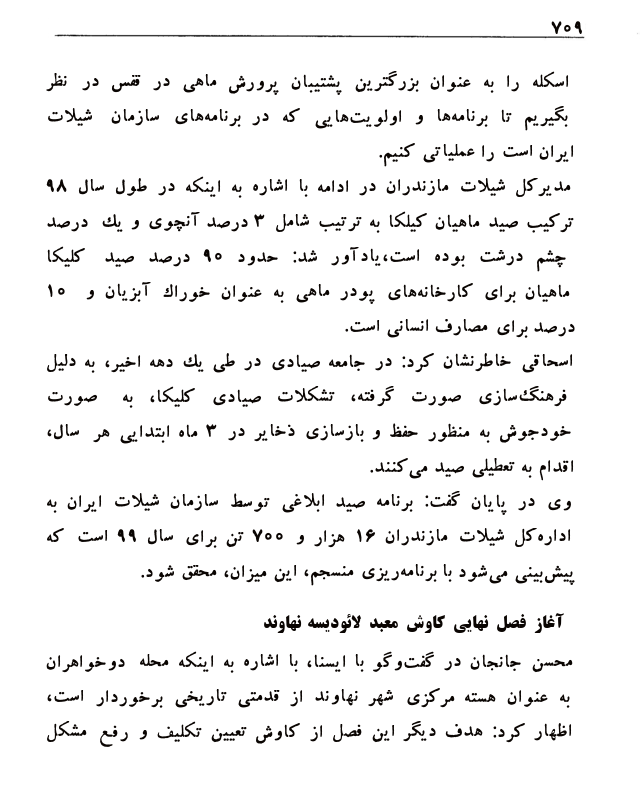 ۷۰۹
اسکله را به عنوان بزرگترین پشتیبان پرورش ماهی در قفس در نظر
بگیریم تا برنامه‌ها و اولویت‌هایی که در برنامه‌های سازمان شیلات
ایران است را عملیاتی کنیم.
مدیرکل شیلات مازندران در ادامه با اشاره به اینکه در طول سال ۹۸
ترکیب صید ماهیان کیلکا به ترتیب شامل ۳ درصد آنچوی و یك درصد
چشم درشت بوده است،یادآور شد: حدود ۹۰ درصد صید کلیکا
ماهیان برای کارخانه‌های پودر ماهی به عنوان خوراك آبزیان و ۱۰
درصد برای مصارف انسانی است.
اسحاقی خاطرنشان کرد: در جامعه صیادی در طی یك دهه اخیر، به دلیل
فرهنگ‌سازی صورت گرفته، تشکلات صیادی کلیکا، به صورت
خودجوش به منظور حفظ و بازسازی ذخایر در ۳ ماه ابتدایی هر سال،
اقدام به تعطیلی صید می‌کنند.
وی در پایان گفت: برنامه صید ابلاغی توسط سازمان شیلات ایران به
اداره‌کل شیلات مازندران ۱۶ هزار و ۷۰۰ تن برای سال ۹۹ است که
پیش‌بینی می‌شود با برنامه‌ریزی منسجم، این میزان، محقق شود.
آغاز فصل نهایی کاوش معبد لائودیسه نهاوند
محسن جانجان در گفت‌وگو با ایسنا، با اشاره به اینکه محله دوخواهران
به عنوان هسته مرکزی شهر نهاوند از قدمتی تاریخی برخوردار است،
اظهار کرد: هدف دیگر این فصل از کاوش تعیین تکلیف و رفع مشکل